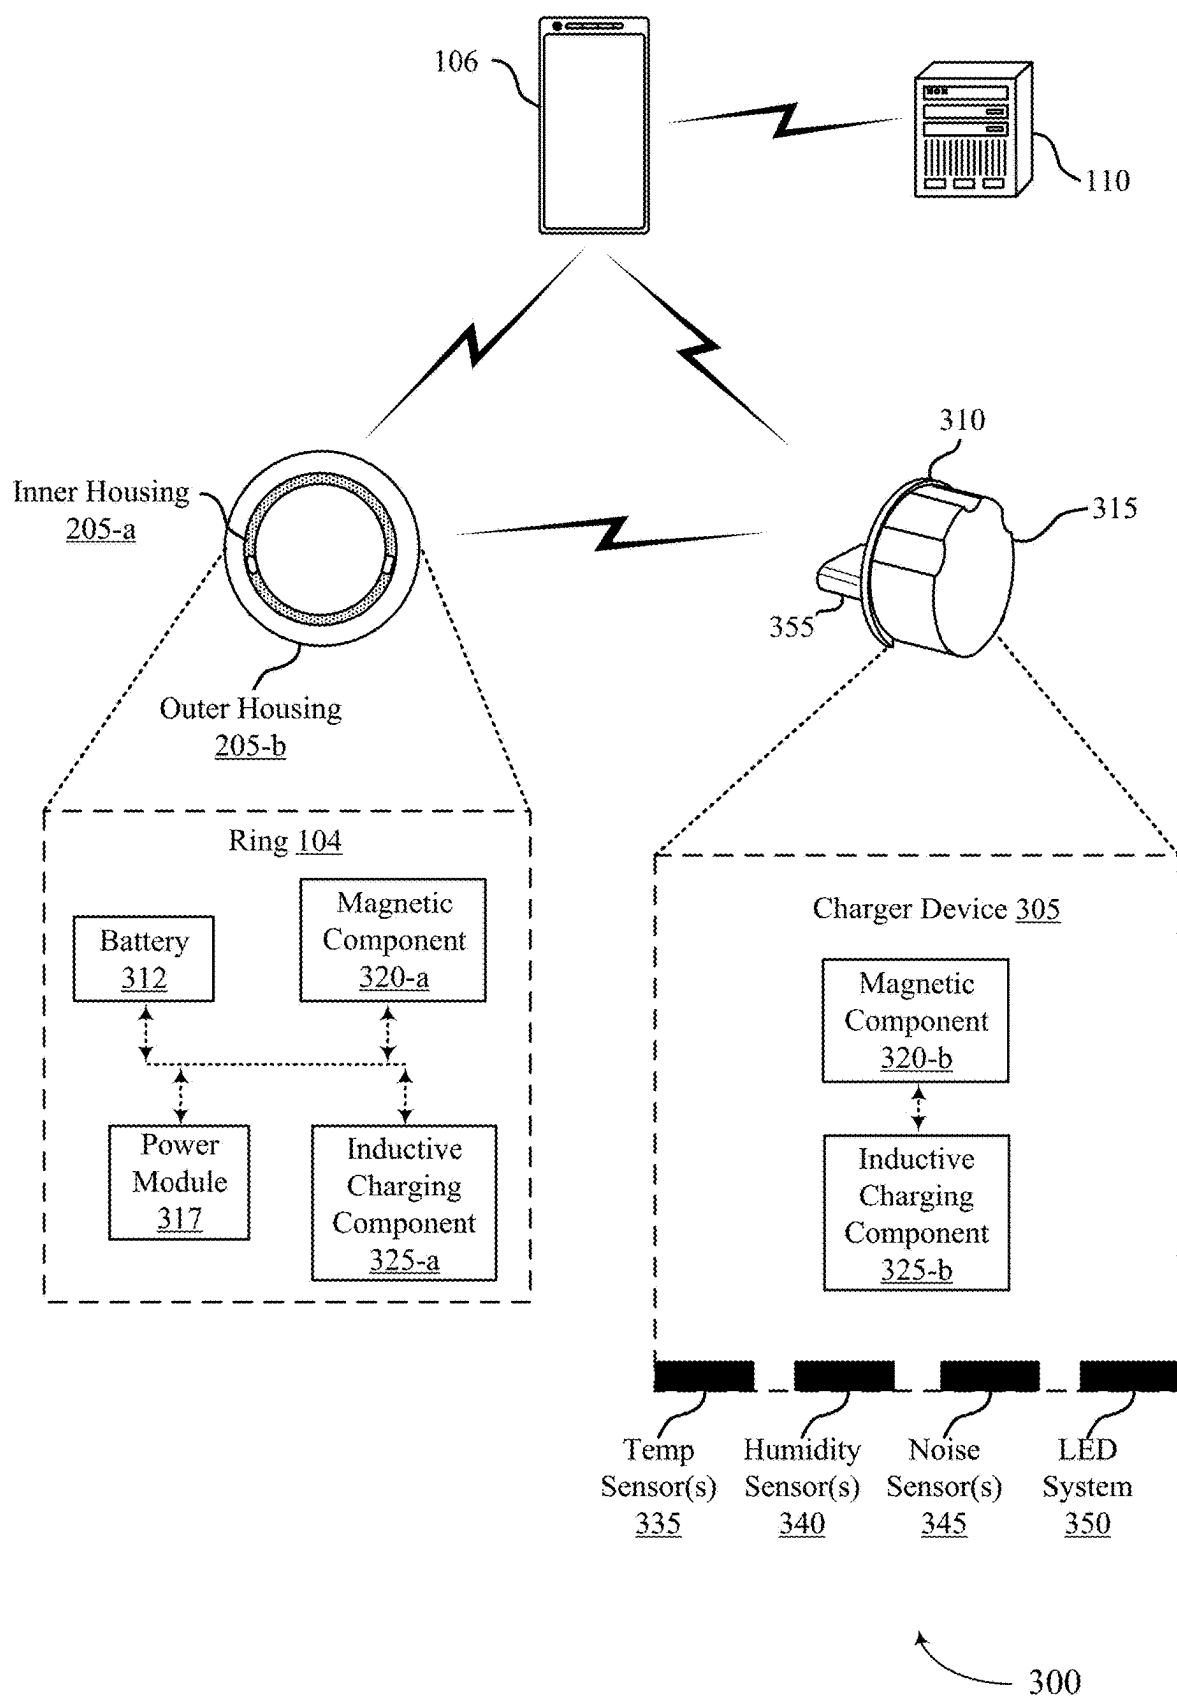 106
110
310
315
355
Inner Housing
205-a
Outer Housing
205-b
Ring 104
Battery
312
Magnetic
Component
320-a
Power
Module
317
Inductive
Charging
Component
325-a
Charger Device 305
Magnetic
Component
320-b
Inductive
Charging
Component
325-b
Temp
Sensor(s)
335
Humidity
Sensor(s)
340
Noise
Sensor(s)
345
LED
System
350
300